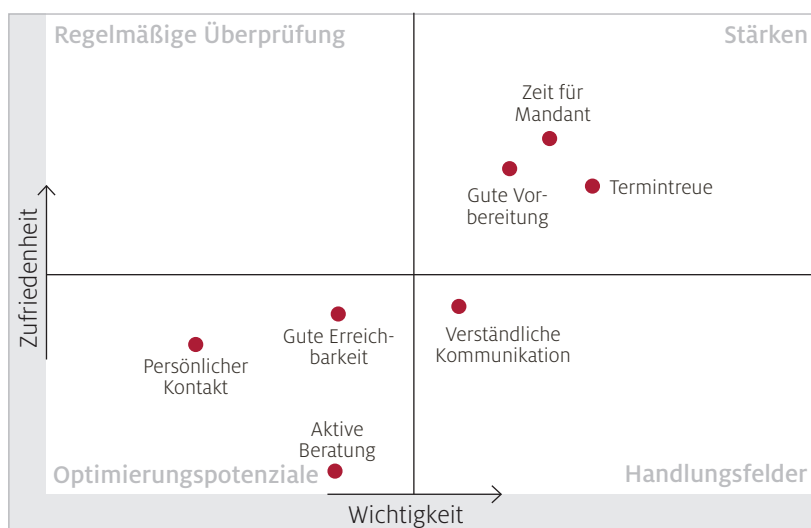 Regelmäßige Überprüfung
Stärken
Zeit für
Mandant
Gute Vor-
bereitung
Termintreue
Zufriedenheit
Gute Erreich-
barkeit
Verständliche
Kommunikation
Persönlicher
Kontakt
Aktive
Beratung
Optimierungspotenziale
Handlungsfelder
Wichtigkeit